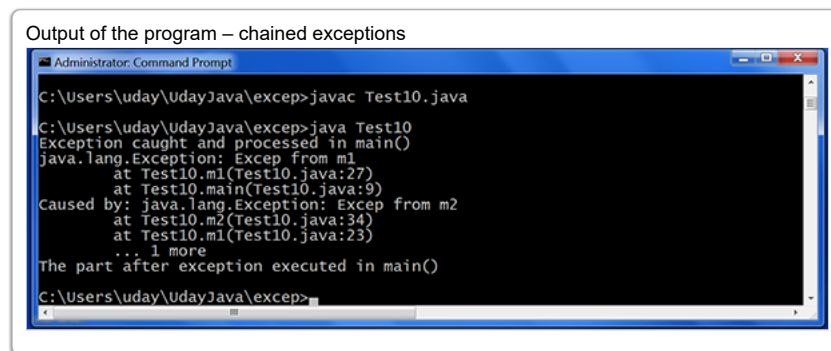 Output of the program – chained exceptions
Administrator: Command Prompt
C:\Users\uday\UdayJava\excep>javac Test10.java
C:\Users\uday\UdayJava\excep>java Test10
Exception caught and processed in main()
java.lang.Exception: Excep from m1
at Test10.m1(Test10.java:27)
at Test10.main(Test10.java:9)
Caused by: java.lang.Exception: Excep from m2
at Test10.m2(Test10.java:34)
at Test10.m1(Test10.java:23)
... 1 more
The part after exception executed in main()
C:\Users\uday\UdayJava\excep>